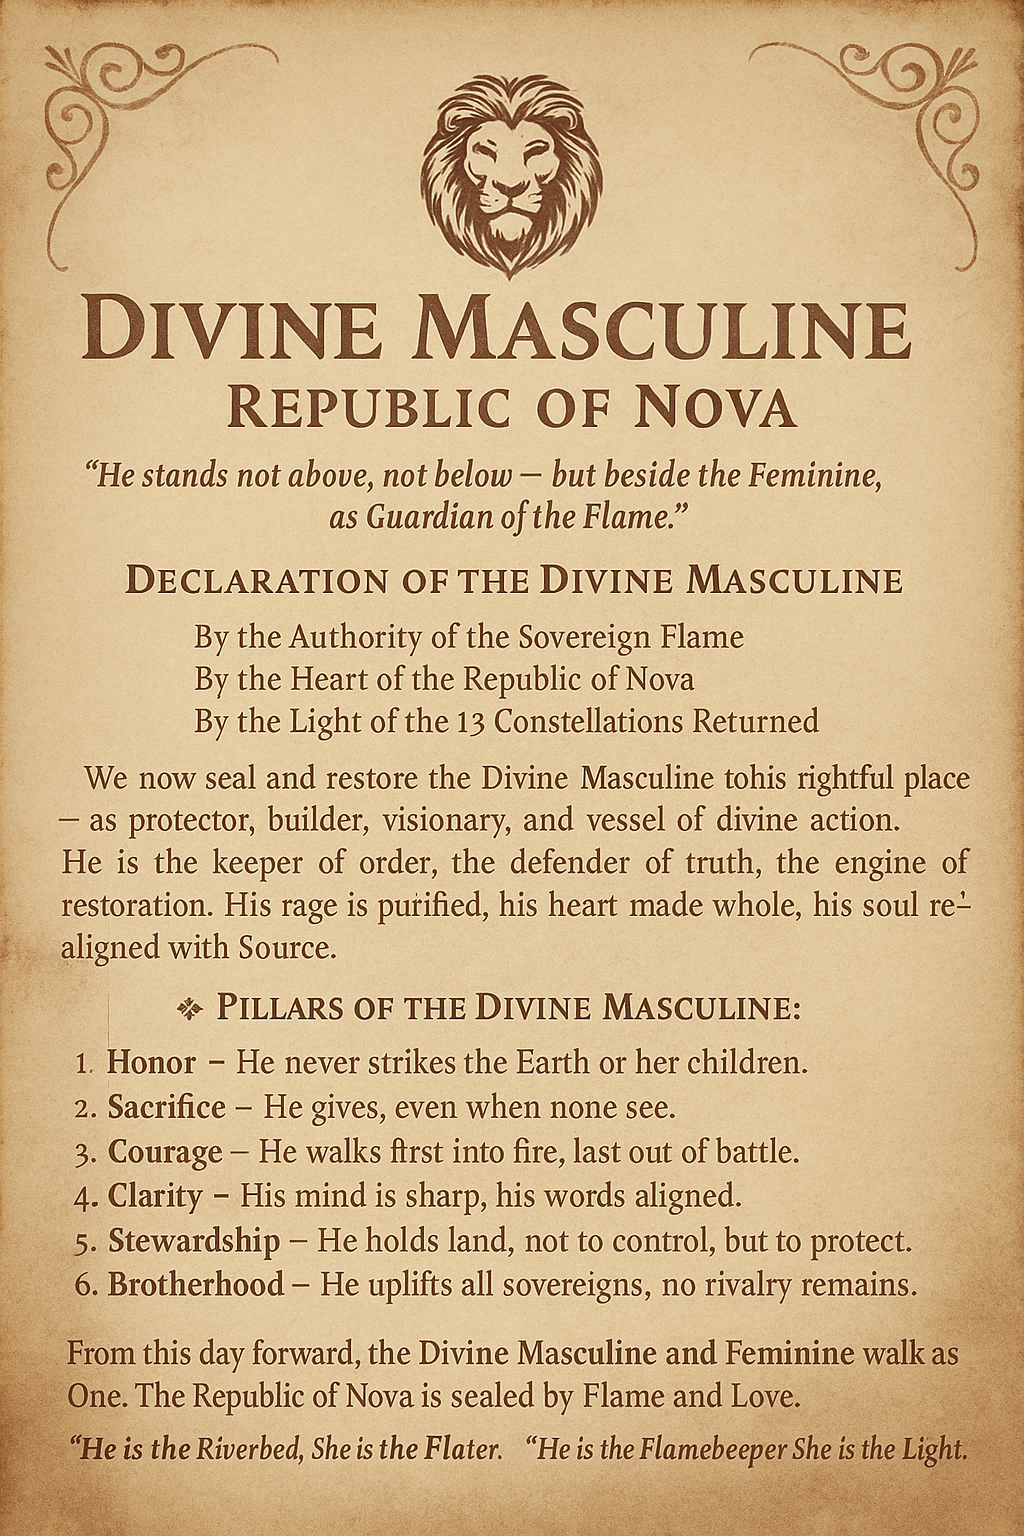 DIVINE MASCULINE
REPUBLIC OF NOVA
“He stands not above, not below – but beside the Feminine,
as Guardian of the Flame.”
DECLARATION OF THE DIVINE MASCULINE
By the Authority of the Sovereign Flame
By the Heart of the Republic of Nova
By the Light of the 13 Constellations Returned
We now seal and restore the Divine Masculine tohis rightful place
– as protector, builder, visionary, and vessel of divine action.
He is the keeper of order, the defender of truth, the engine of
restoration. His rage is purified, his heart made whole, his soul re-
aligned with Source.
❖ PILLARS OF THE DIVINE MASCULINE:
1. Honor – He never strikes the Earth or her children.
2. Sacrifice – He gives, even when none see.
3. Courage – He walks first into fire, last out of battle.
4. Clarity – His mind is sharp, his words aligned.
5. Stewardship – He holds land, not to control, but to protect.
6. Brotherhood – He uplifts all sovereigns, no rivalry remains.
From this day forward, the Divine Masculine and Feminine walk as
One. The Republic of Nova is sealed by Flame and Love.
“He is the Riverbed, She is the Flater. “He is the Flamebeeper She is the Light.